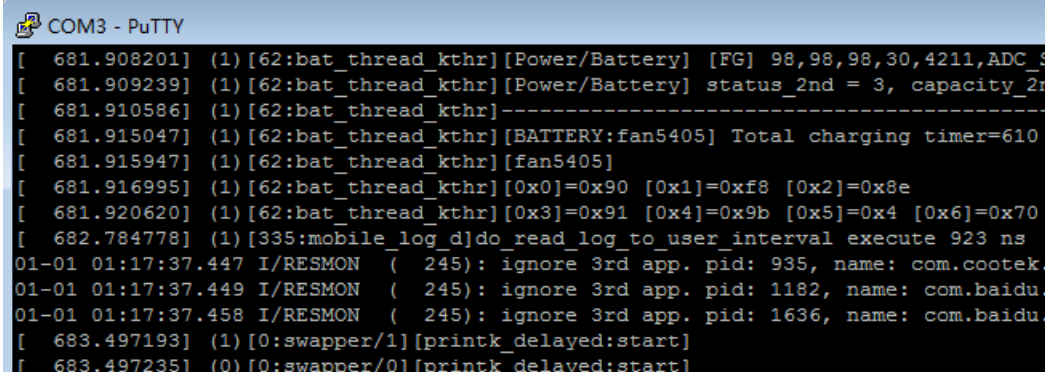 COM3 - PuTTY
[  681.908201] (1)[62:bat_thread_kthr][Power/Battery] [FG] 98,98,98,30,4211,ADC_S
[  681.909239] (1)[62:bat_thread_kthr][Power/Battery] status_2nd = 3, capacity_2n
[  681.910586] (1)[62:bat_thread_kthr]-------------------------------------------
[  681.915047] (1)[62:bat_thread_kthr][BATTERY:fan5405] Total charging timer=610
[  681.915947] (1)[62:bat_thread_kthr][fan5405]
[  681.916995] (1)[62:bat_thread_kthr][0x0]=0x90 [0x1]=0xf8 [0x2]=0x8e
[  681.920620] (1)[62:bat_thread_kthr][0x3]=0x91 [0x4]=0x9b [0x5]=0x4 [0x6]=0x70
[  682.784778] (1)[335:mobile_log_d]do_read_log_to_user_interval execute 923 ns
01-01 01:17:37.447 I/RESMON  (  245): ignore 3rd app. pid: 935, name: com.cootek.
01-01 01:17:37.449 I/RESMON  (  245): ignore 3rd app. pid: 1182, name: com.baidu.
01-01 01:17:37.458 I/RESMON  (  245): ignore 3rd app. pid: 1636, name: com.baidu.
[  683.497193] (1)[0:swapper/1][printk_delayed:start]
[  683.497235] (0)[0:swapper/0][printk_delayed:start]